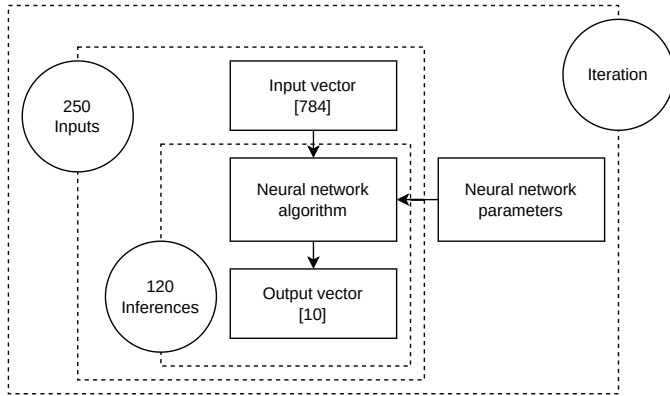 Iteration
250
Inputs
Input vector
[784]
Neural network
algorithm
Neural network
parameters
120
Inferences
Output vector
[10]